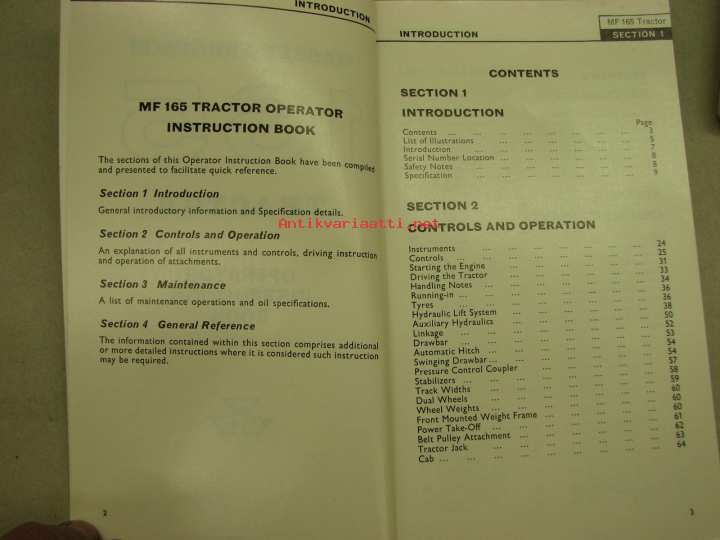 INTRODUCTION
MF 165 TRACTOR OPERATOR
INSTRUCTION BOOK
The sections of this Operator Instruction Book have been compiled
and presented to facilitate quick reference.
Section 1 Introduction
General introductory information and Specification details.
Section 2 Controls and Operation
An explanation of all instruments and controls, driving instruction
and operation of attachments.
Section 3 Maintenance
A list of maintenance operations and oil specifications.
Section 4 General Reference
The information contained within this section comprises additional
or more detailed instructions where it is considered such instruction
may be required.
2
MF 165 Tractor
INTRODUCTION SECTION 1
CONTENTS
SECTION 1
INTRODUCTION
Page
Contents ... ... ... ... ... ... ... 3
List of Illustrations ... ... ... ... ... ... 5
Introduction ... ... ... ... ... ... 7
Serial Number Location ... ... ... ... ... ... 8
Safety Notes ... ... ... ... ... ... ... 8
Specification ... ... ... ... ... ... 9
SECTION 2
CONTROLS AND OPERATION
Instruments ... ... ... ... ... ... ... 24
Controls ... ... ... ... ... ... ... 25
Starting the Engine ... ... ... ... ... ... 31
Driving the Tractor ... ... ... ... ... ... 33
Handling Notes ... ... ... ... ... ... ... 34
Running-in ... ... ... ... ... ... ... 36
Tyres ... ... ... ... ... ... ... 36
Hydraulic Lift System ... ... ... ... ... ... 38
Auxiliary Hydraulics ... ... ... ... ... ... 50
Linkage ... ... ... ... ... ... ... 52
Drawbar ... ... ... ... ... ... ... 53
Automatic Hitch ... ... ... ... ... ... ... 54
Swinging Drawbar ... ... ... ... ... ... ... 54
Pressure Control Coupler ... ... ... ... ... 57
Stabilizers ... ... ... ... ... ... ... 58
Track Widths ... ... ... ... ... ... ... 59
Dual Wheels ... ... ... ... ... ... ... 60
Wheel Weights ... ... ... ... ... ... ... 60
Front Mounted Weight Frame ... ... ... ... ... 60
Power Take-Off ... ... ... ... ... ... ... 61
Belt Pulley Attachment ... ... ... ... ... ... 62
Tractor Jack ... ... ... ... ... ... ... 63
Cab ... ... ... ... ... ... ... ... 64
3
Antikvariaatti.net